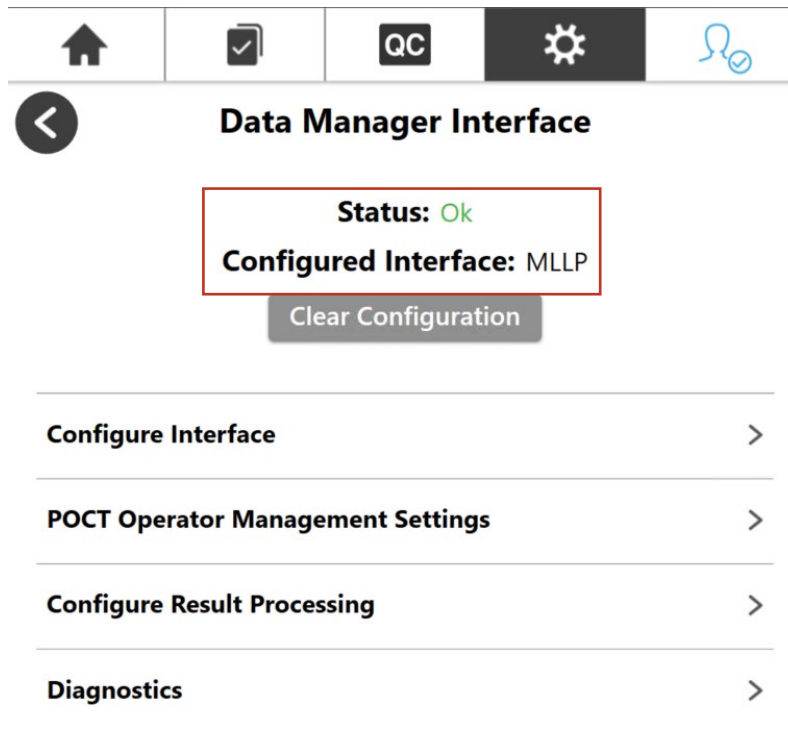 QC
Data Manager Interface
Status: Ok
Configured Interface: MLLP
Clear Configuration
Configure Interface
POCT Operator Management Settings
Configure Result Processing
Diagnostics